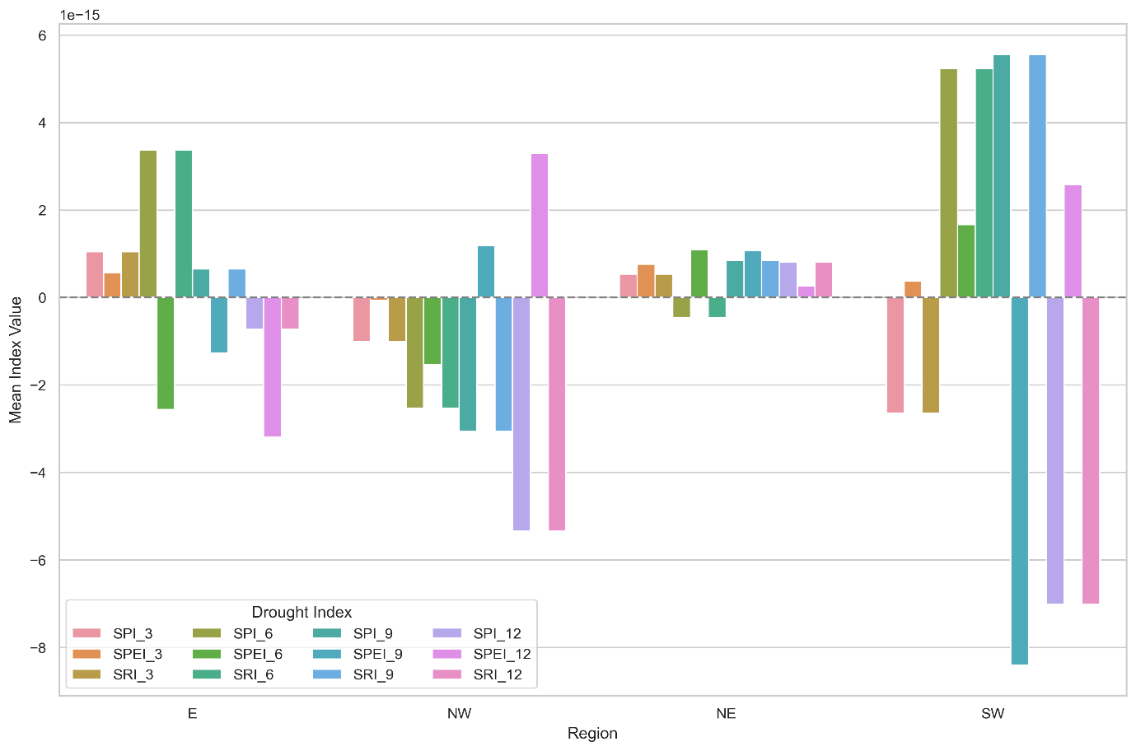 1e−15
6
4
2
0
−2
−4
−6
−8
Mean Index Value
Drought Index
SPI_3 SPI_6 SPI_9 SPI_12
SPEI_3 SPEI_6 SPEI_9 SPEI_12
SRI_3 SRI_6 SRI_9 SRI_12
E NW NE SW
Region